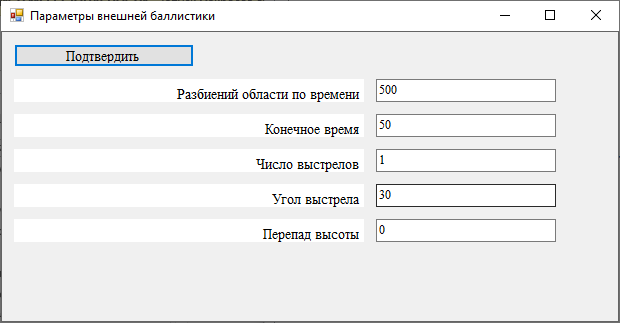 Параметры внешней баллистики
Подтвердить
Разбиений области по времени 500
Конечное время 50
Число выстрелов 1
Угол выстрела 30
Перепад высоты 0